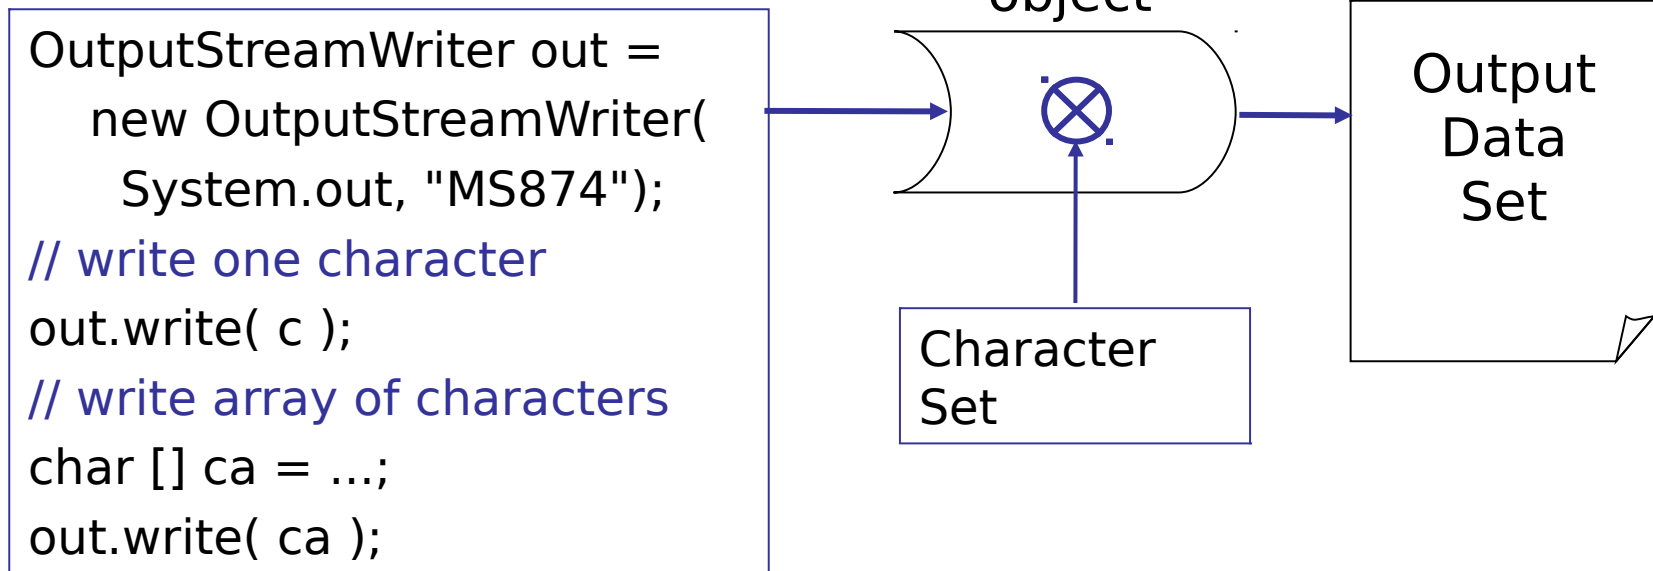 OutputStreamWriter out =
new OutputStreamWriter(
System.out, "MS874");
// write one character
out.write( c );
// write array of characters
char [] ca = ...;
out.write( ca );
object
Character
Set
Output
Data
Set